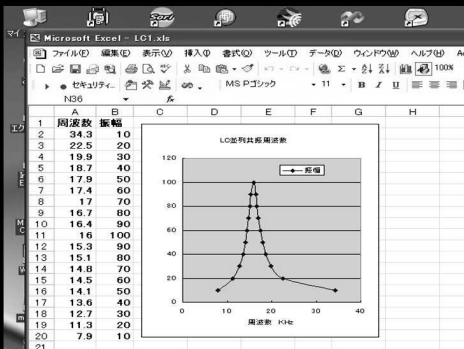 マイ
Sony
Microsoft Excel - LC1.xls
ファイル(F) 編集(E) 表示(V) 挿入(I) 書式(O) ツール(T) データ(D) ウィンドウ(W) ヘルプ(H)
100%
セキュリティ...
MS Pゴシック 11 B I U
N36 fx
A B C D E F G H
1 周波数 振幅
2 34.3 10
3 22.5 20
4 19.9 30
5 18.7 40
6 17.9 50
7 17.4 60
8 17 70
9 16.7 80
10 16.4 90
11 16 100
12 15.3 90
13 15.1 80
14 14.8 70
15 14.5 60
16 14.1 50
17 13.6 40
18 12.7 30
19 11.3 20
20 7.9 10
21
LC並列共振周波数
振幅
120
100
80
60
40
20
0
0 10 20 30 40
周波数 KHz